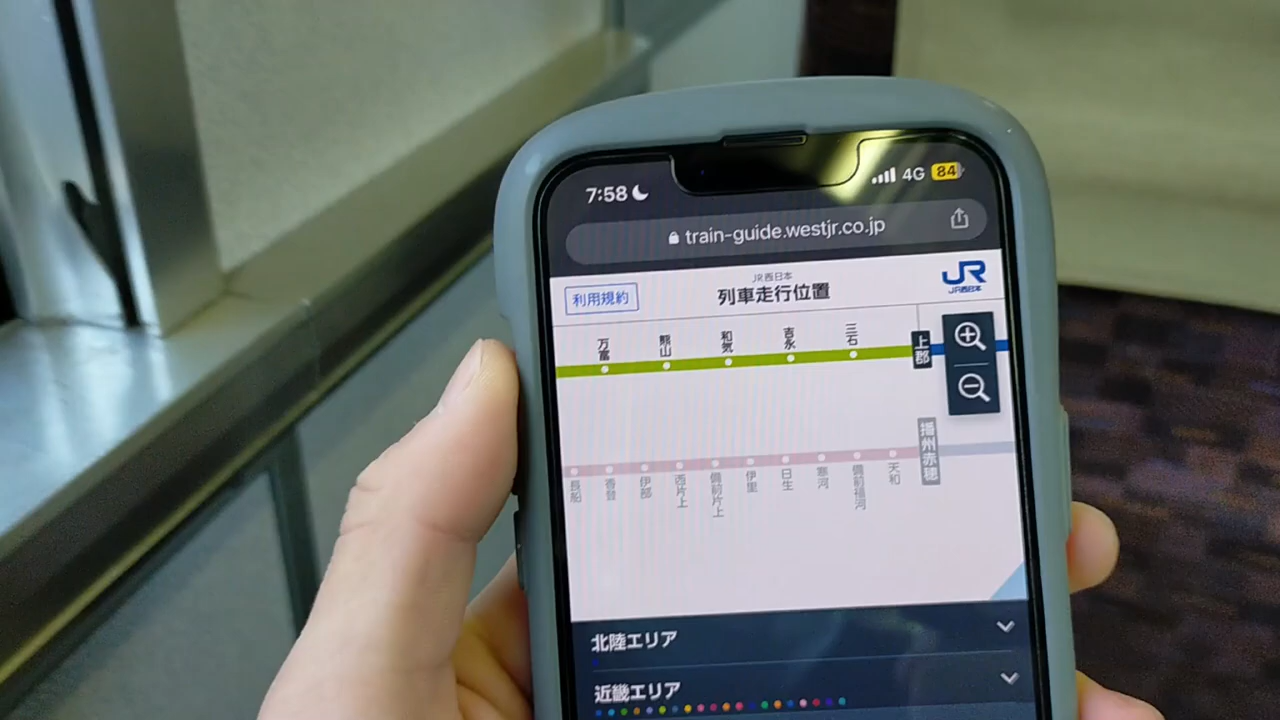 7:58
4G
84
train-guide.westjr.co.jp
利用規約
JR西日本
列車走行位置
JR
JR西日本
万富
熊山
和気
吉永
三石
上郡
長船
香登
伊部
西片上
備前片上
伊里
日生
寒河
備前福河
天和
播州赤穂
北陸エリア
近畿エリア